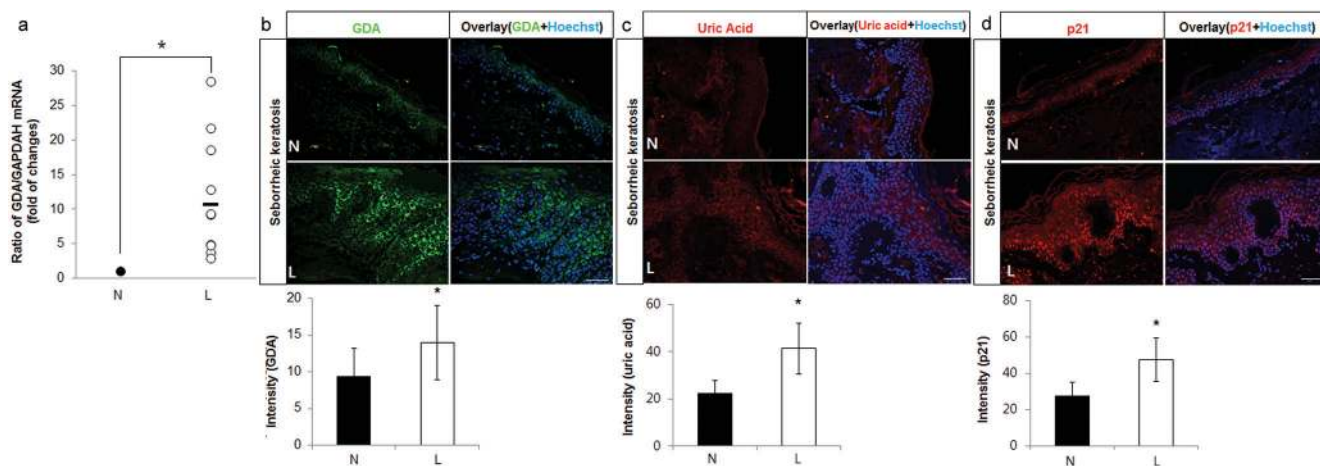 a
*
Ratio of GDA/GAPDAH mRNA
(fold of changes)
30
25
20
15
10
5
0
N
L
b
GDA
Overlay(GDA+Hoechst)
Seborrheic keratosis
N
L
Intensity (GDA)
20
15
10
5
0
*
N
L
c
Uric Acid
Overlay(Uric acid+Hoechst)
Seborrheic keratosis
N
L
Intensity (uric acid)
60
40
20
0
*
N
L
d
p21
Overlay(p21+Hoechst)
Seborrheic keratosis
N
L
Intensity (p21)
80
60
40
20
0
*
N
L